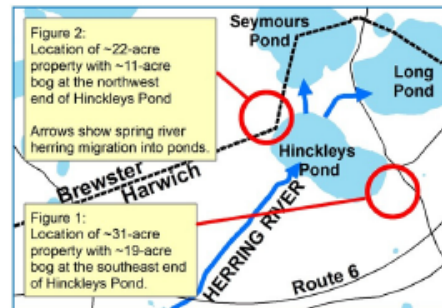 Figure 2:
Location of ~22-acre
property with ~11-acre
bog at the northwest
end of Hinckleys Pond
Arrows show spring river
herring migration into ponds.
Seymours
Pond
Long
Pond
Hinckleys
Pond
Brewster
Harwich
Figure 1:
Location of ~31-acre
property with ~19-acre
bog at the southeast end
of Hinckleys Pond.
HERRING RIVER
Route 6